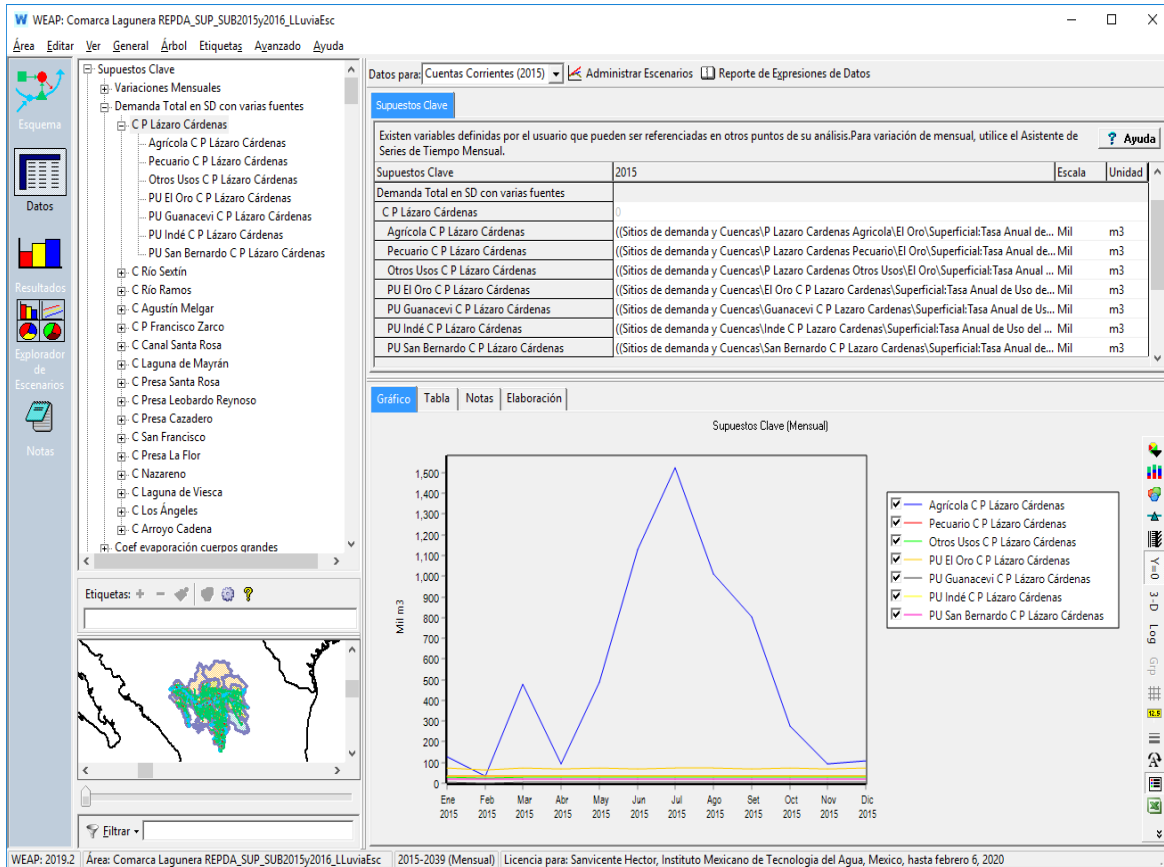 WEAP: Comarca Lagunera REPDA_SUP_SUB2015y2016_LLuviaEsc
Área Editar Ver General Árbol Etiquetas Avanzado Ayuda
Esquema
Datos
Resultados
Explorador
de
Escenarios
Notas
Supuestos Clave
Variaciones Mensuales
Demanda Total en SD con varias fuentes
C P Lázaro Cárdenas
Agrícola C P Lázaro Cárdenas
Pecuario C P Lázaro Cárdenas
Otros Usos C P Lázaro Cárdenas
PU El Oro C P Lázaro Cárdenas
PU Guanacevi C P Lázaro Cárdenas
PU Indé C P Lázaro Cárdenas
PU San Bernardo C P Lázaro Cárdenas
C Río Sextín
C Río Ramos
C Agustín Melgar
C P Francisco Zarco
C Canal Santa Rosa
C Laguna de Mayrán
C Presa Santa Rosa
C Presa Leobardo Reynoso
C Presa Cazadero
C San Francisco
C Presa La Flor
C Nazareno
C Laguna de Viesca
C Los Ángeles
C Arroyo Cadena
Coef evaporación cuerpos grandes
Etiquetas:
Filtrar
Datos para: Cuentas Corrientes (2015) Administrar Escenarios Reporte de Expresiones de Datos
Supuestos Clave
Existen variables definidas por el usuario que pueden ser referenciadas en otros puntos de su análisis.Para variación de mensual, utilice el Asistente de
Series de Tiempo Mensual.
? Ayuda
Supuestos Clave 2015 Escala Unidad
Demanda Total en SD con varias fuentes
C P Lázaro Cárdenas 0
Agrícola C P Lázaro Cárdenas ((Sitios de demanda y Cuencas\P Lazaro Cardenas Agricola\El Oro\Superficial:Tasa Anual de... Mil m3
Pecuario C P Lázaro Cárdenas ((Sitios de demanda y Cuencas\P Lazaro Cardenas Pecuario\El Oro\Superficial:Tasa Anual de... Mil m3
Otros Usos C P Lázaro Cárdenas ((Sitios de demanda y Cuencas\P Lazaro Cardenas Otros Usos\El Oro\Superficial:Tasa Anual ... Mil m3
PU El Oro C P Lázaro Cárdenas ((Sitios de demanda y Cuencas\El Oro C P Lazaro Cardenas\Superficial:Tasa Anual de Uso de... Mil m3
PU Guanacevi C P Lázaro Cárdenas ((Sitios de demanda y Cuencas\Guanacevi C P Lazaro Cardenas\Superficial:Tasa Anual de Us... Mil m3
PU Indé C P Lázaro Cárdenas ((Sitios de demanda y Cuencas\Inde C P Lazaro Cardenas\Superficial:Tasa Anual de Uso del ... Mil m3
PU San Bernardo C P Lázaro Cárdenas ((Sitios de demanda y Cuencas\San Bernardo C P Lazaro Cardenas\Superficial:Tasa Anual de... Mil m3
Gráfico Tabla Notas Elaboración
Supuestos Clave (Mensual)
Mil m3
1,500
1,400
1,300
1,200
1,100
1,000
900
800
700
600
500
400
300
200
100
0
Ene Feb Mar Abr May Jun Jul Ago Set Oct Nov Dic
2015 2015 2015 2015 2015 2015 2015 2015 2015 2015 2015 2015
Agrícola C P Lázaro Cárdenas
Pecuario C P Lázaro Cárdenas
Otros Usos C P Lázaro Cárdenas
PU El Oro C P Lázaro Cárdenas
PU Guanacevi C P Lázaro Cárdenas
PU Indé C P Lázaro Cárdenas
PU San Bernardo C P Lázaro Cárdenas
Y=0
3-D
Log
Grp
12.5
WEAP: 2019.2 Área: Comarca Lagunera REPDA_SUP_SUB2015y2016_LLuviaEsc 2015-2039 (Mensual) Licencia para: Sanvicente Hector, Instituto Mexicano de Tecnologia del Agua, Mexico, hasta febrero 6, 2020